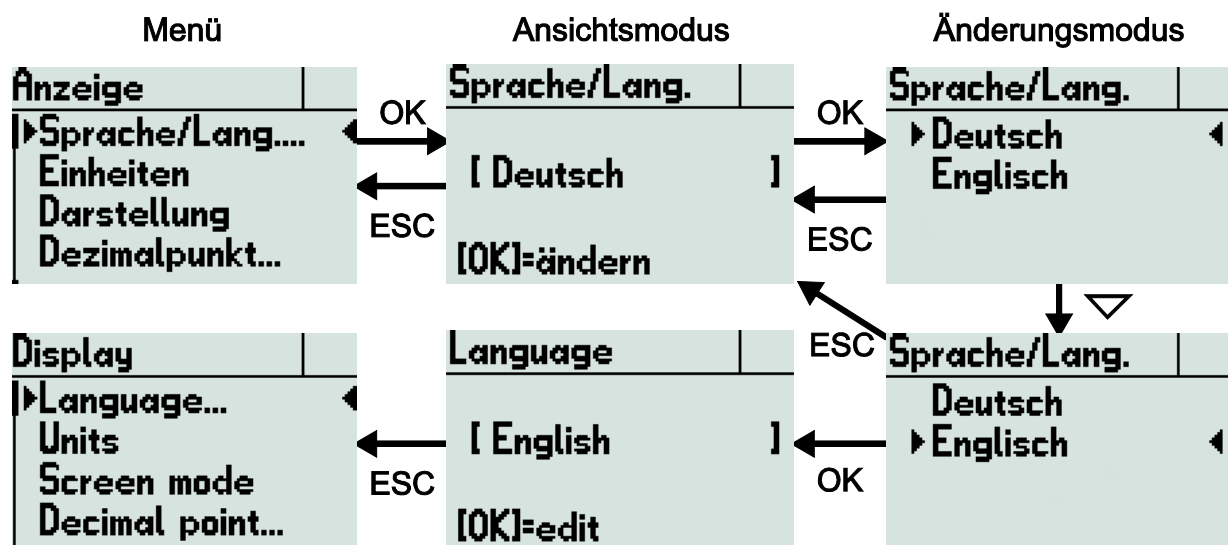 Menü
Ansichtsmodus
Änderungsmodus
Anzeige
Sprache/Lang....
Einheiten
Darstellung
Dezimalpunkt...
OK
ESC
Sprache/Lang.
[ Deutsch ]
[OK]=ändern
OK
ESC
Sprache/Lang.
Deutsch
Englisch
Display
Language...
Units
Screen mode
Decimal point...
ESC
Language
[ English ]
[OK]=edit
ESC
OK
Sprache/Lang.
Deutsch
Englisch